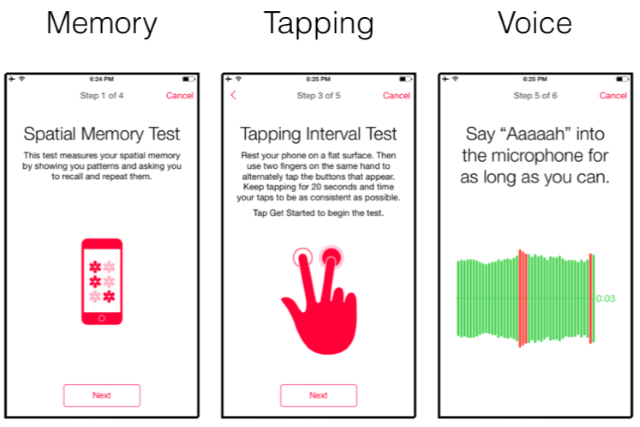 Memory
Tapping
Voice
6:24 PM
Step 1 of 4
Cancel
Spatial Memory Test
This test measures your spatial memory
by showing you patterns and asking you
to recall and repeat them.
Next
6:25 PM
Step 3 of 5
Cancel
Tapping Interval Test
Rest your phone on a flat surface. Then
use two fingers on the same hand to
alternately tap the buttons that appear.
Keep tapping for 20 seconds and time
your taps to be as consistent as possible.
Tap Get Started to begin the test.
Next
6:25 PM
Step 5 of 6
Cancel
Say “Aaaaah” into
the microphone for
as long as you can.
0:03